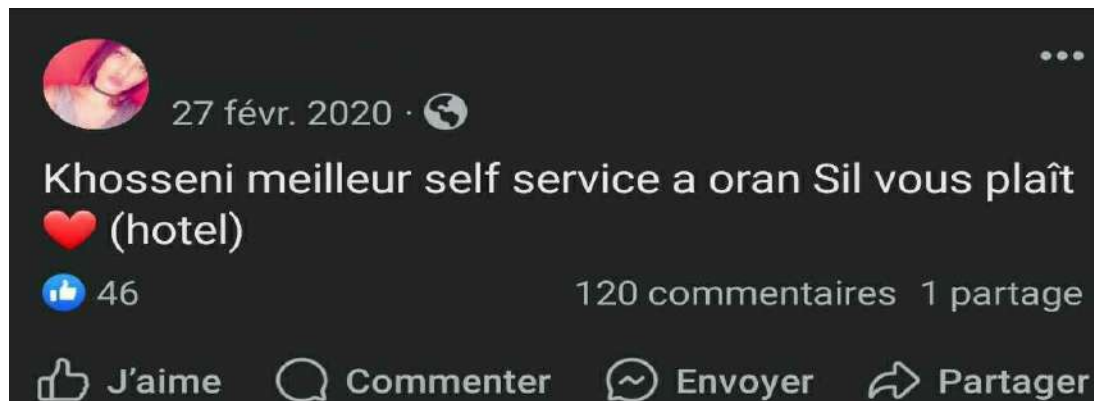 27 févr. 2020 ·
Khosseni meilleur self service a oran Sil vous plaît
❤️ (hotel)
46 120 commentaires 1 partage
J'aime Commenter Envoyer Partager